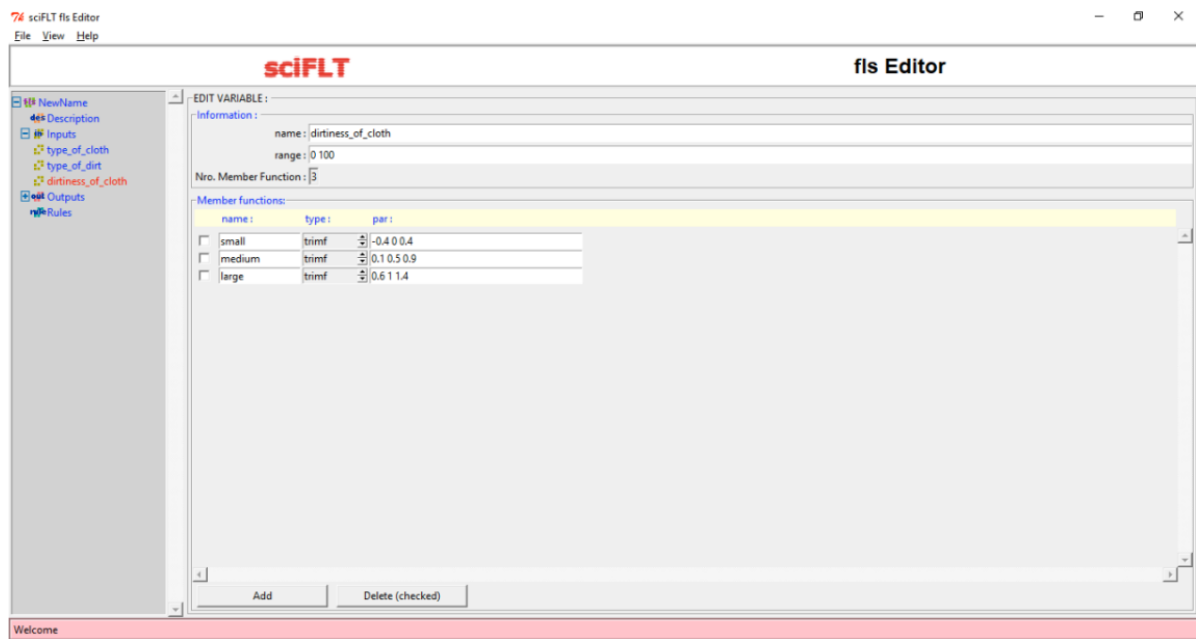 sciFLT fls Editor
File View Help
sciFLT fls Editor
NewName
des Description
Inputs
type_of_cloth
type_of_dirt
dirtiness_of_cloth
out Outputs
rule Rules
EDIT VARIABLE :
Information :
name : dirtiness_of_cloth
range : 0 100
Nro. Member Function : 3
Member functions:
name : type : par :
small trimf -0.4 0 0.4
medium trimf 0.1 0.5 0.9
large trimf 0.6 1 1.4
Add Delete (checked)
Welcome